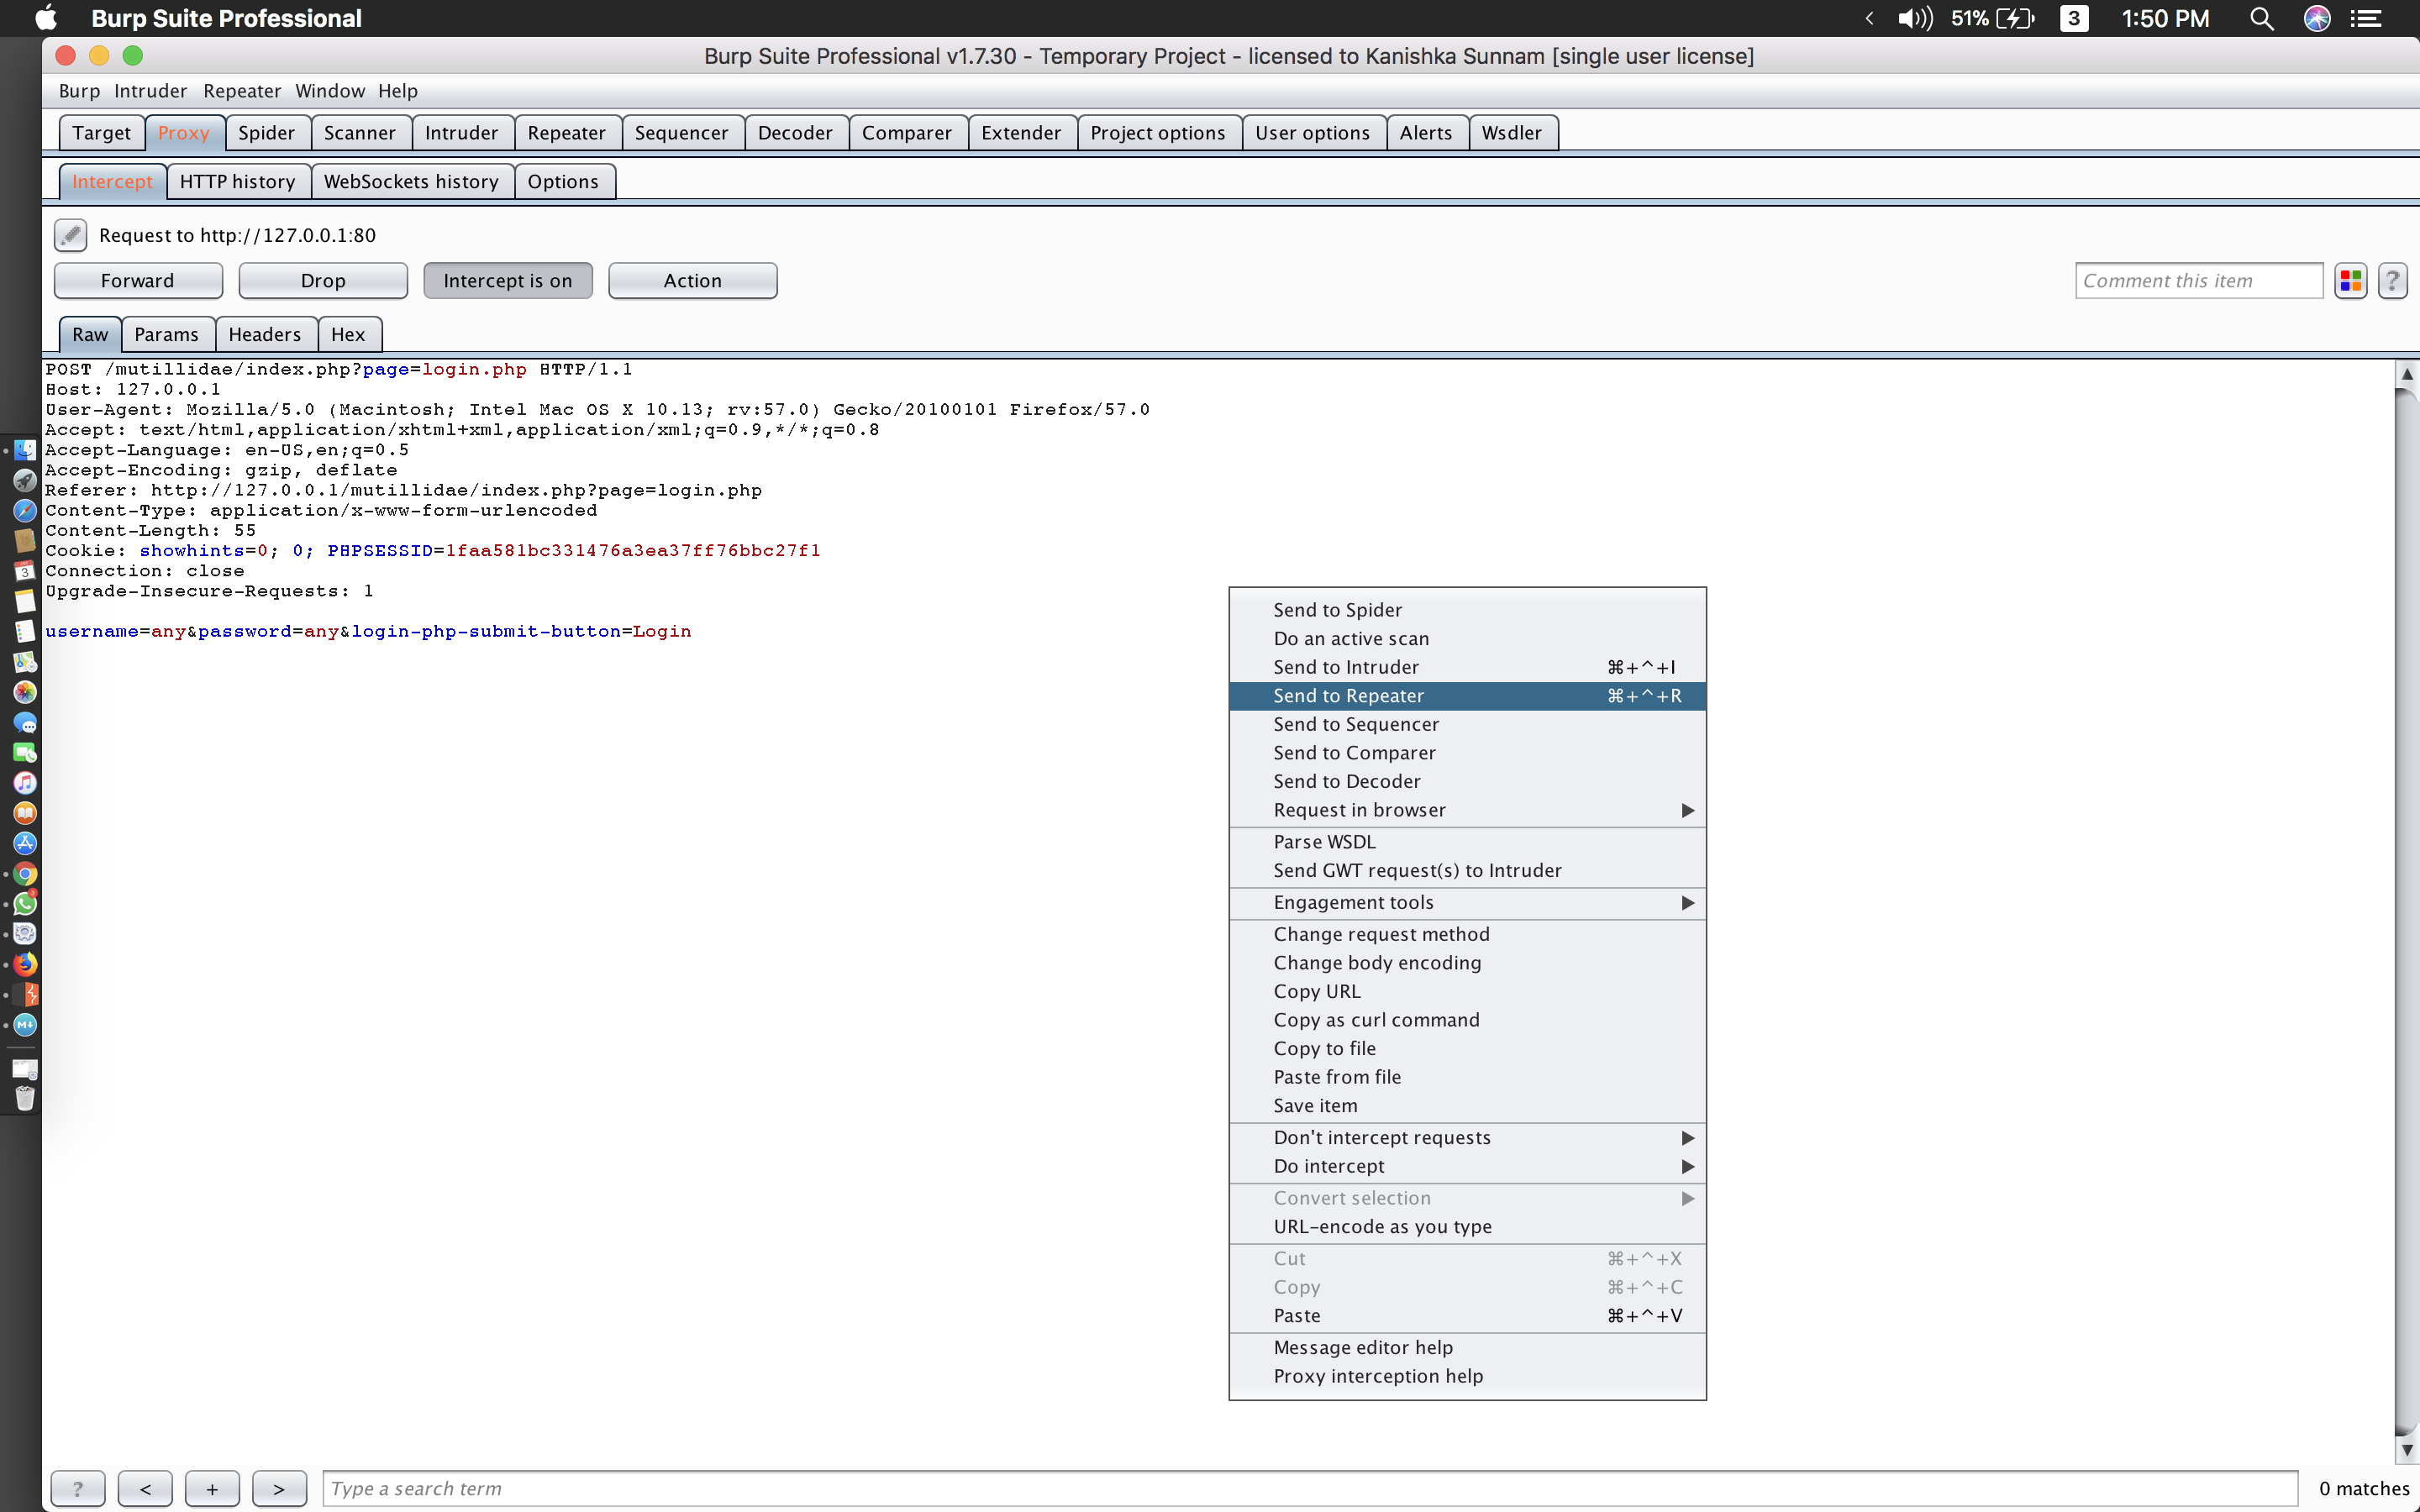 Burp Suite Professional
51%
3
1:50 PM
Burp Suite Professional v1.7.30 - Temporary Project - licensed to Kanishka Sunnam [single user license]
Burp Intruder Repeater Window Help
Target Proxy Spider Scanner Intruder Repeater Sequencer Decoder Comparer Extender Project options User options Alerts Wsdler
Intercept HTTP history WebSockets history Options
Request to http://127.0.0.1:80
Forward Drop Intercept is on Action Comment this item ?
Raw Params Headers Hex
POST /mutillidae/index.php?page=login.php HTTP/1.1
Host: 127.0.0.1
User-Agent: Mozilla/5.0 (Macintosh; Intel Mac OS X 10.13; rv:57.0) Gecko/20100101 Firefox/57.0
Accept: text/html,application/xhtml+xml,application/xml;q=0.9,*/*;q=0.8
Accept-Language: en-US,en;q=0.5
Accept-Encoding: gzip, deflate
Referer: http://127.0.0.1/mutillidae/index.php?page=login.php
Content-Type: application/x-www-form-urlencoded
Content-Length: 55
Cookie: showhints=0; 0; PHPSESSID=1faa581bc331476a3ea37ff76bbc27f1
Connection: close
Upgrade-Insecure-Requests: 1
username=any&password=any&login-php-submit-button=Login
Send to Spider
Do an active scan
Send to Intruder ⌘+^+I
Send to Repeater ⌘+^+R
Send to Sequencer
Send to Comparer
Send to Decoder
Request in browser
Parse WSDL
Send GWT request(s) to Intruder
Engagement tools
Change request method
Change body encoding
Copy URL
Copy as curl command
Copy to file
Paste from file
Save item
Don't intercept requests
Do intercept
Convert selection
URL-encode as you type
Cut ⌘+^+X
Copy ⌘+^+C
Paste ⌘+^+V
Message editor help
Proxy interception help
? < + > Type a search term 0 matches